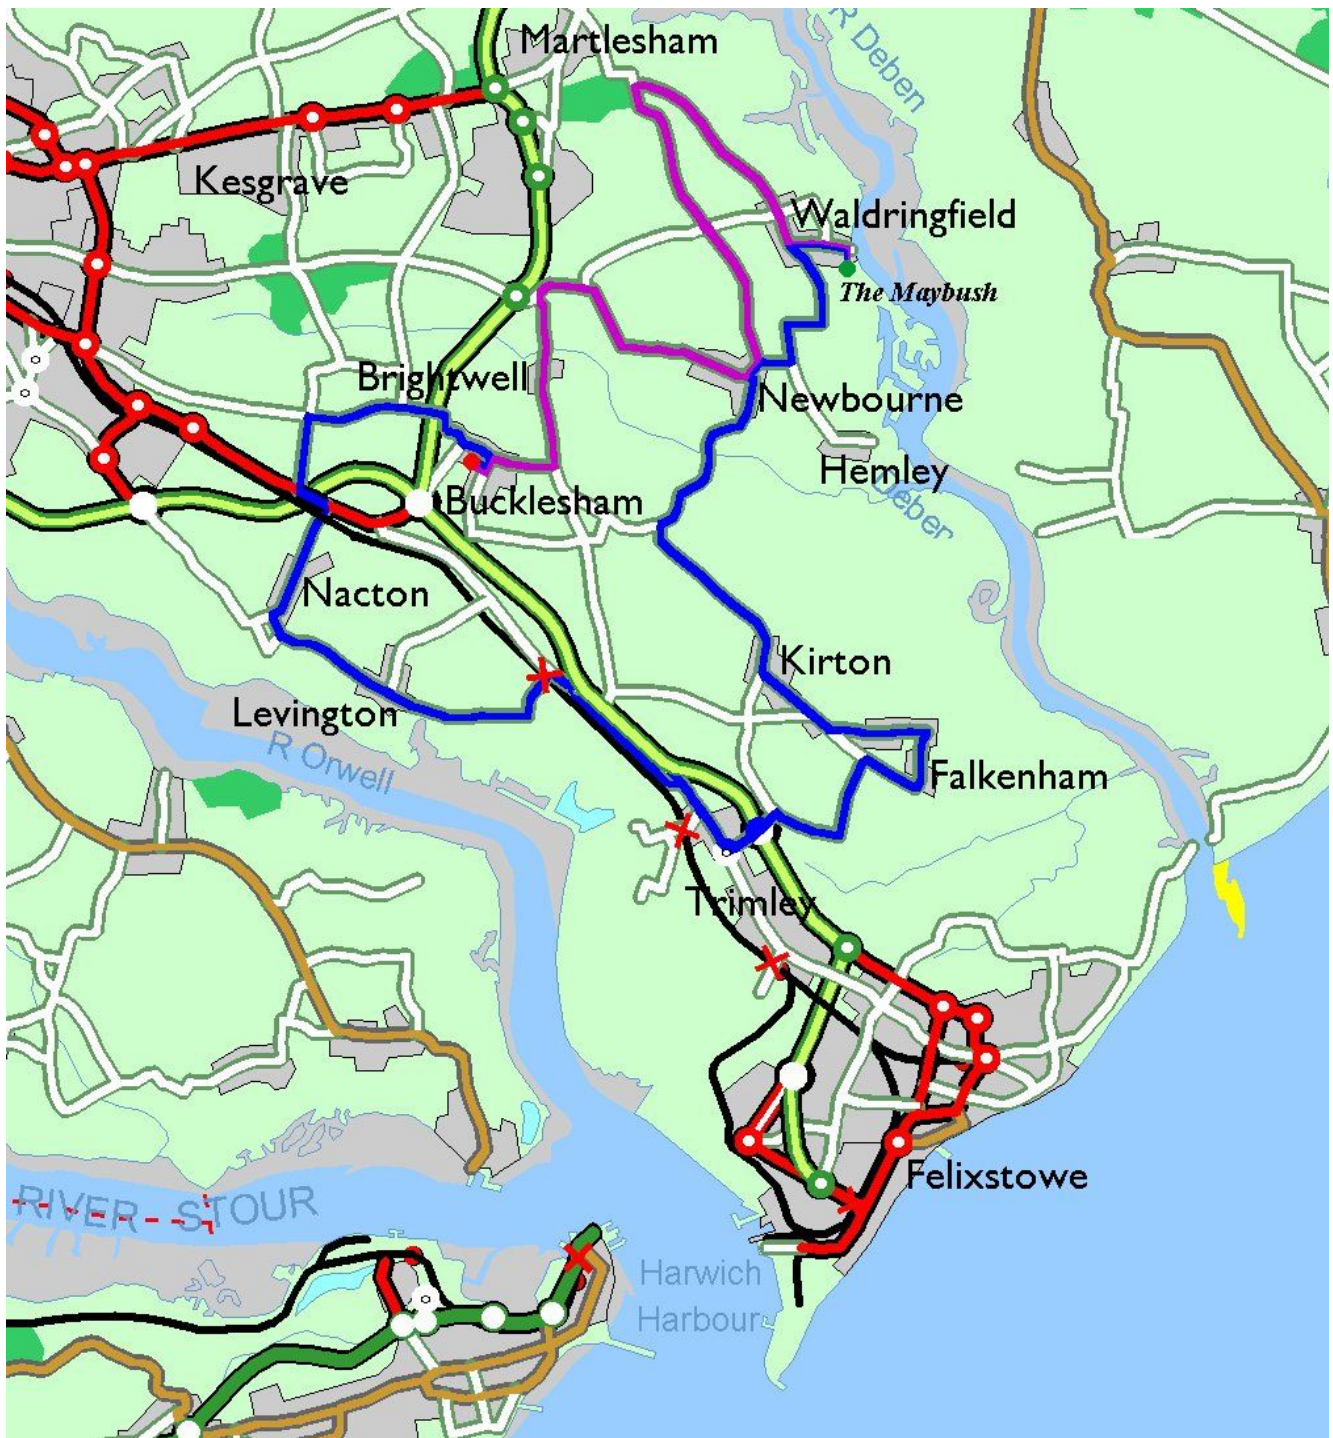 Martlesham
R Deben
Kesgrave
Waldringfield
The Maybush
Brightwell
Newbourne
Hemley
Bucklesham
Deben
Nacton
Kirton
Levington
R Orwell
Falkenham
Trimley
Felixstowe
RIVER STOUR
Harwich
Harbour